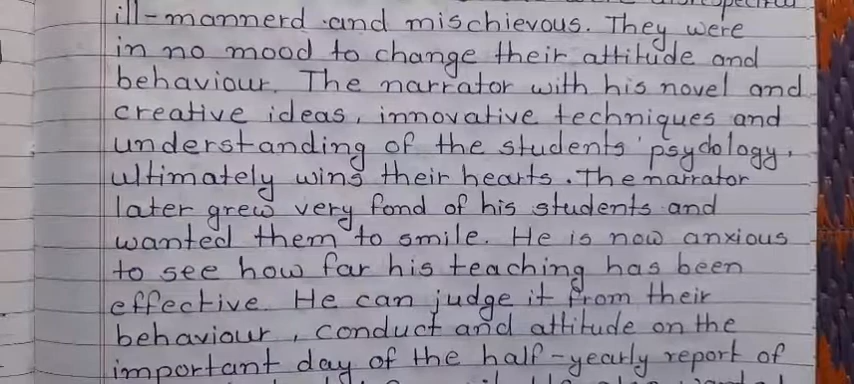 ill-mannerd and mischievous. They were
in no mood to change their attitude and
behaviour. The narrator with his novel and
creative ideas, innovative techniques and
understanding of the students' psychology,
ultimately wins their hearts. The narrator
later grew very fond of his students and
wanted them to smile. He is now anxious
to see how far his teaching has been
effective. He can judge it from their
behaviour, conduct and attitude on the
important day of the half-yearly report of